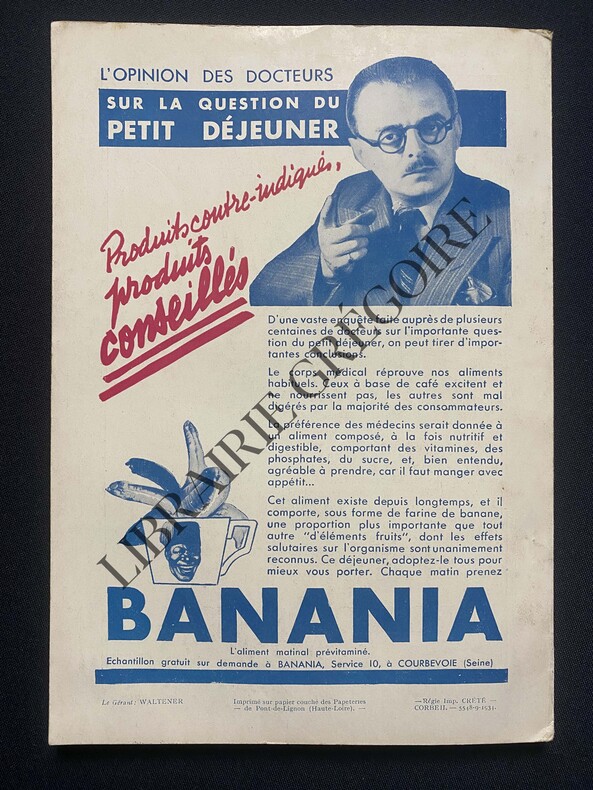 L'OPINION DES DOCTEURS
SUR LA QUESTION DU
PETIT DÉJEUNER
Produits contre-indiqués,
produits
conseillés
D'une vaste enquête faite auprès de plusieurs
centaines de docteurs sur l'importante ques-
tion du petit déjeuner, on peut tirer d'impor-
tantes conclusions.
Le corps médical réprouve nos aliments
habituels. Ceux à base de café excitent et
ne nourrissent pas, les autres sont mal
digérés par la majorité des consommateurs.
La préférence des médecins serait donnée à
un aliment composé, à la fois nutritif et
digestible, comportant des vitamines, des
phosphates, du sucre, et, bien entendu,
agréable à prendre, car il faut manger avec
appétit...
Cet aliment existe depuis longtemps, et il
comporte, sous forme de farine de banane,
une proportion plus importante que tout
autre "d'éléments fruits", dont les effets
salutaires sur l'organisme sont unanimement
reconnus. Ce déjeuner, adoptez-le tous pour
mieux vous porter. Chaque matin prenez
BANANIA
L'aliment matinal prévitaminé.
Echantillon gratuit sur demande à BANANIA, Service 10, à COURBEVOIE (Seine)
Le Gérant: WALTENER
Imprimé sur papier couché des Papeteries
— de Pont-de-Lignon (Haute-Loire). —
—Régie Imp. CRÉTÉ —
CORBEIL — 5548-9-1934.
LIBRAIRIE GRÉGOIRE